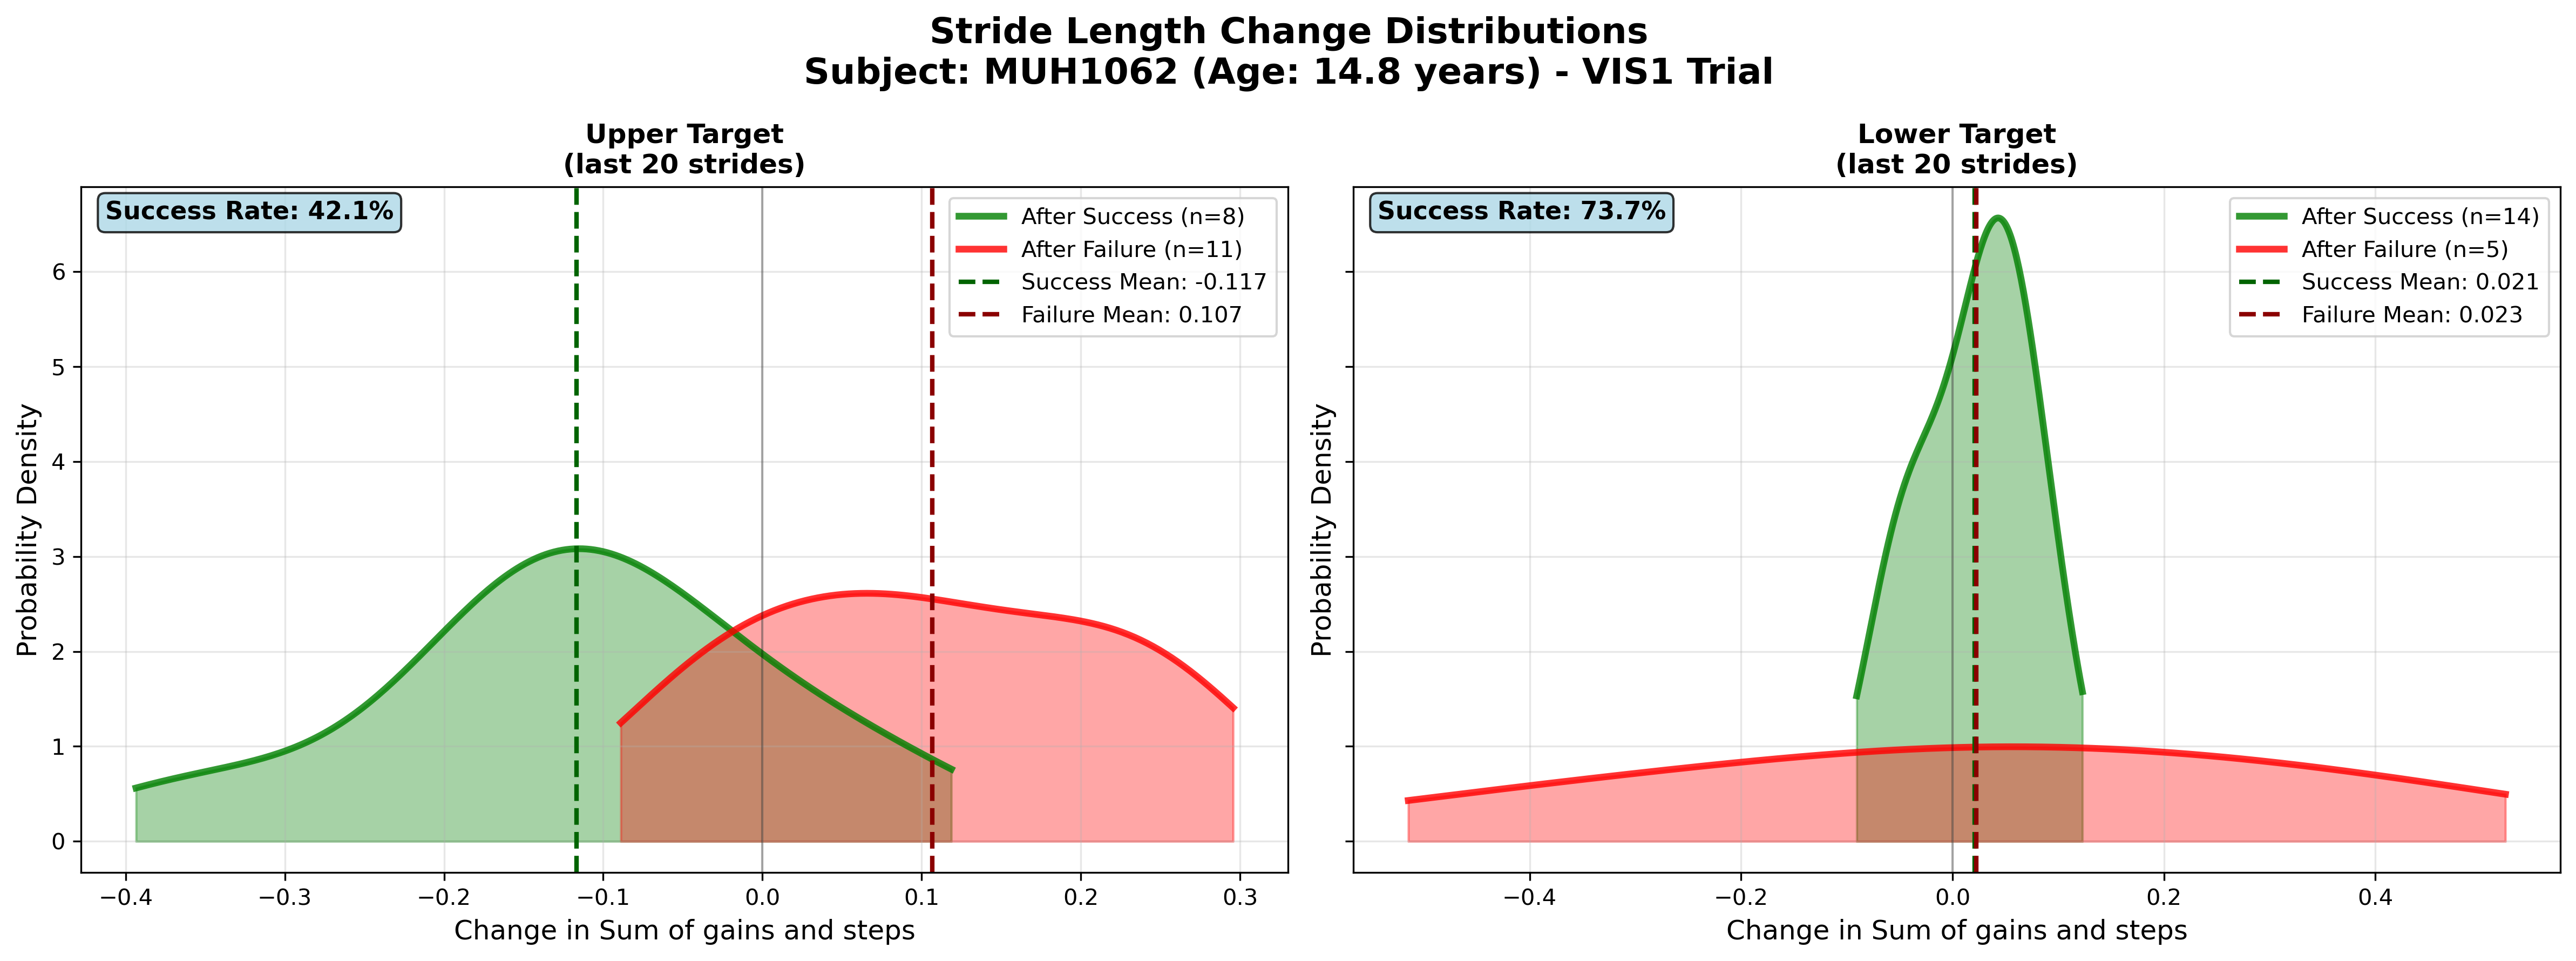 Stride Length Change Distributions
Subject: MUH1062 (Age: 14.8 years) - VIS1 Trial
Upper Target
(last 20 strides)
Success Rate: 42.1%
After Success (n=8)
After Failure (n=11)
Success Mean: -0.117
Failure Mean: 0.107
Probability Density
6
5
4
3
2
1
0
−0.4
−0.3
−0.2
−0.1
0.0
0.1
0.2
0.3
Change in Sum of gains and steps
Lower Target
(last 20 strides)
Success Rate: 73.7%
After Success (n=14)
After Failure (n=5)
Success Mean: 0.021
Failure Mean: 0.023
Probability Density
−0.4
−0.2
0.0
0.2
0.4
Change in Sum of gains and steps